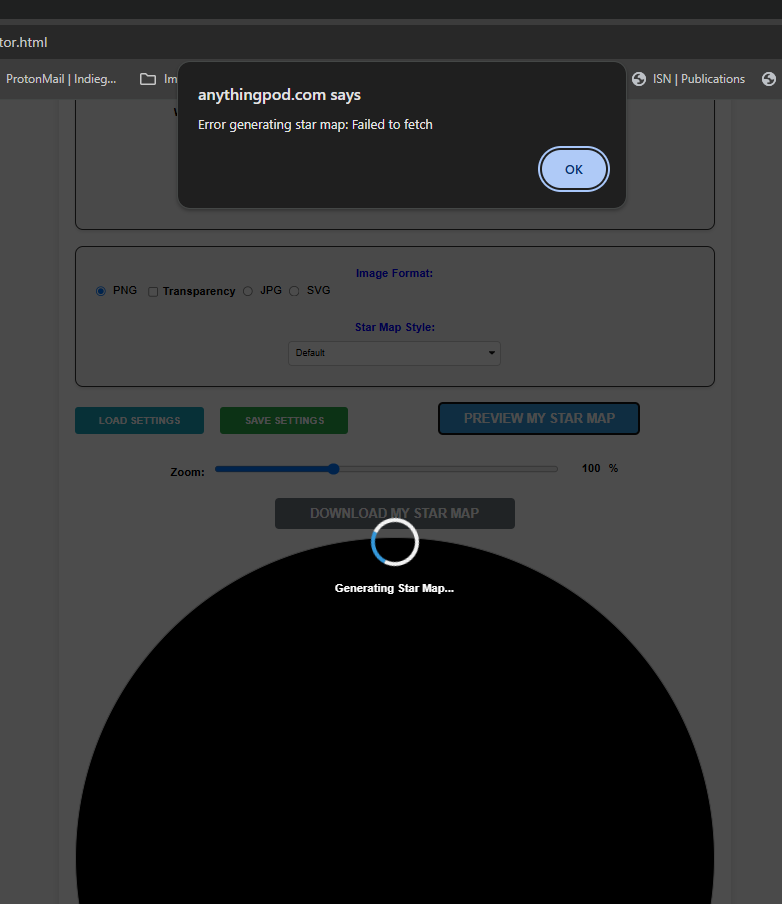 tor.html
ProtonMail | Indieg...
Im
ISN | Publications
anythingpod.com says
Error generating star map: Failed to fetch
OK
Image Format:
PNG Transparency JPG SVG
Star Map Style:
Default
LOAD SETTINGS SAVE SETTINGS PREVIEW MY STAR MAP
Zoom: 100 %
DOWNLOAD MY STAR MAP
Generating Star Map...